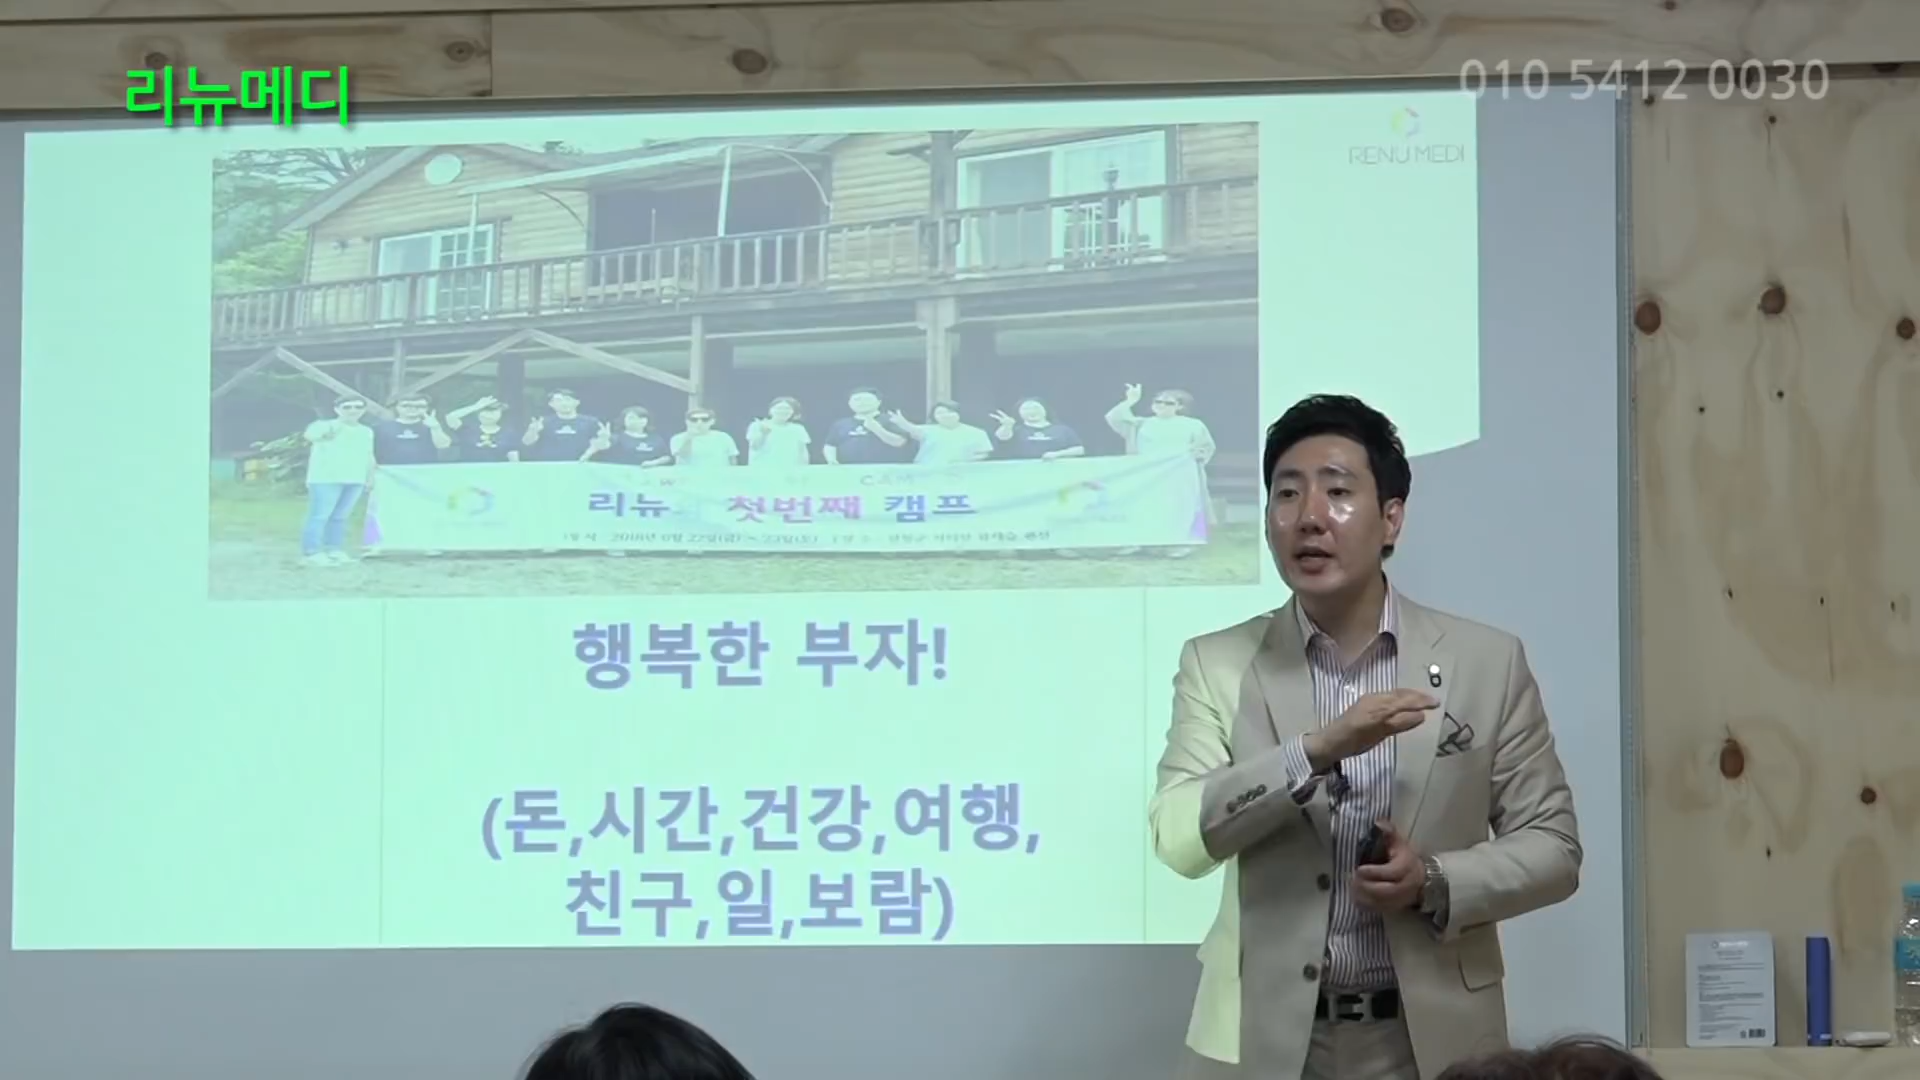 리뉴메디
010 5412 0030
RENU MEDI
리뉴 첫번째 캠프
행복한 부자!
(돈,시간,건강,여행,
친구,일,보람)